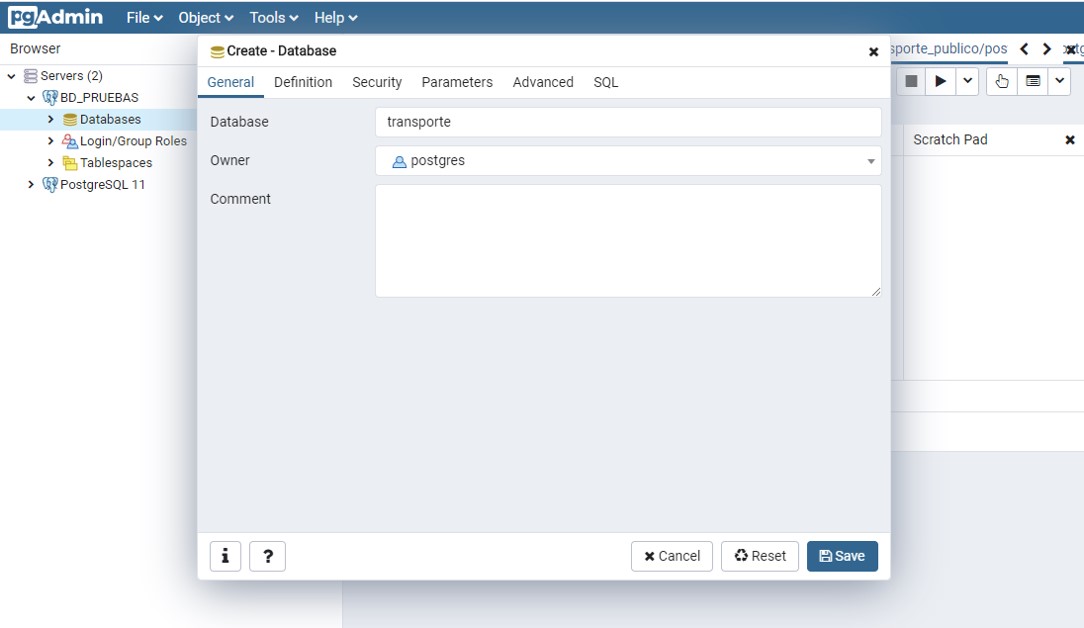 pgAdmin File Object Tools Help
Browser
Servers (2)
BD_PRUEBAS
Databases
Login/Group Roles
Tablespaces
PostgreSQL 11
Create - Database
General Definition Security Parameters Advanced SQL
Database transporte
Owner postgres
Comment
i ? Cancel Reset Save
sporte_publico/pos
Scratch Pad